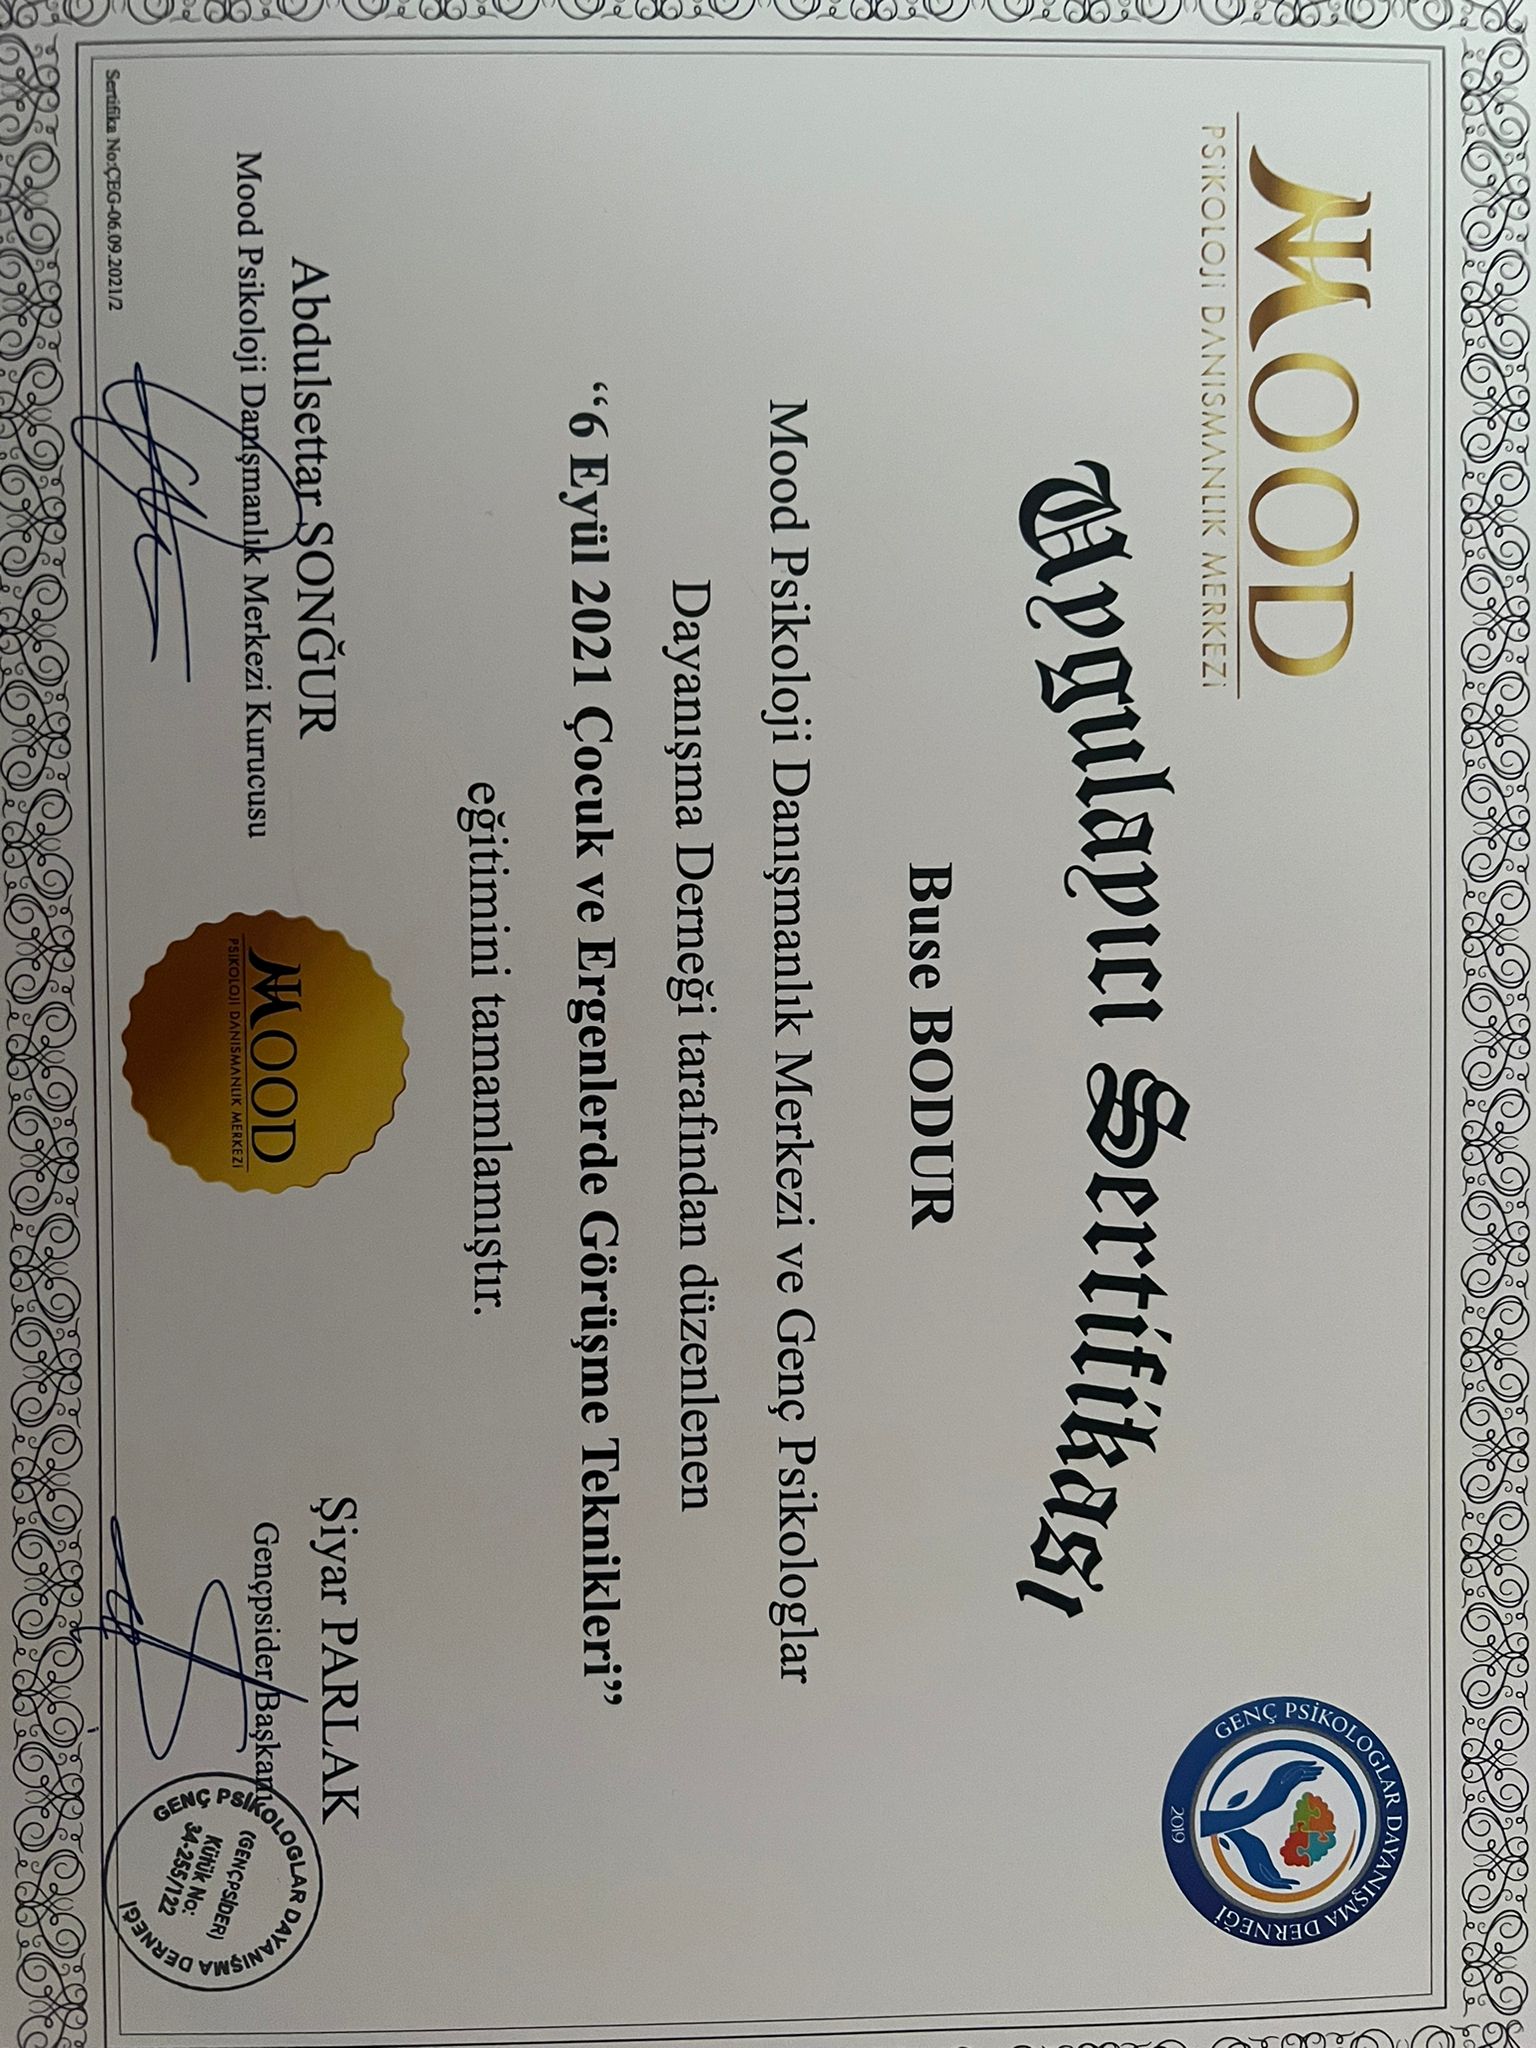 MOOD
PSİKOLOJİ DANIŞMANLIK MERKEZİ
GENÇ PSİKOLOGLAR DAYANIŞMA DERNEĞİ
2019
Uygulayıcı Sertifikası
Buse BODUR
Mood Psikoloji Danışmanlık Merkezi ve Genç Psikologlar
Dayanışma Derneği tarafından düzenlenen
“6 Eylül 2021 Çocuk ve Ergenlerde Görüşme Teknikleri”
eğitimini tamamlamıştır.
Abdulsettar SONĞUR
Mood Psikoloji Danışmanlık Merkezi Kurucusu
MOOD
PSİKOLOJİ DANIŞMANLIK MERKEZİ
Şiyar PARLAK
Gençpsider Başkanı
GENÇ PSİKOLOGLAR DAYANIŞMA DERNEĞİ
(GENÇPSİDER)
Kütük No:
34-255/122
Sertifika No:ÇEG-06.09.2021/2